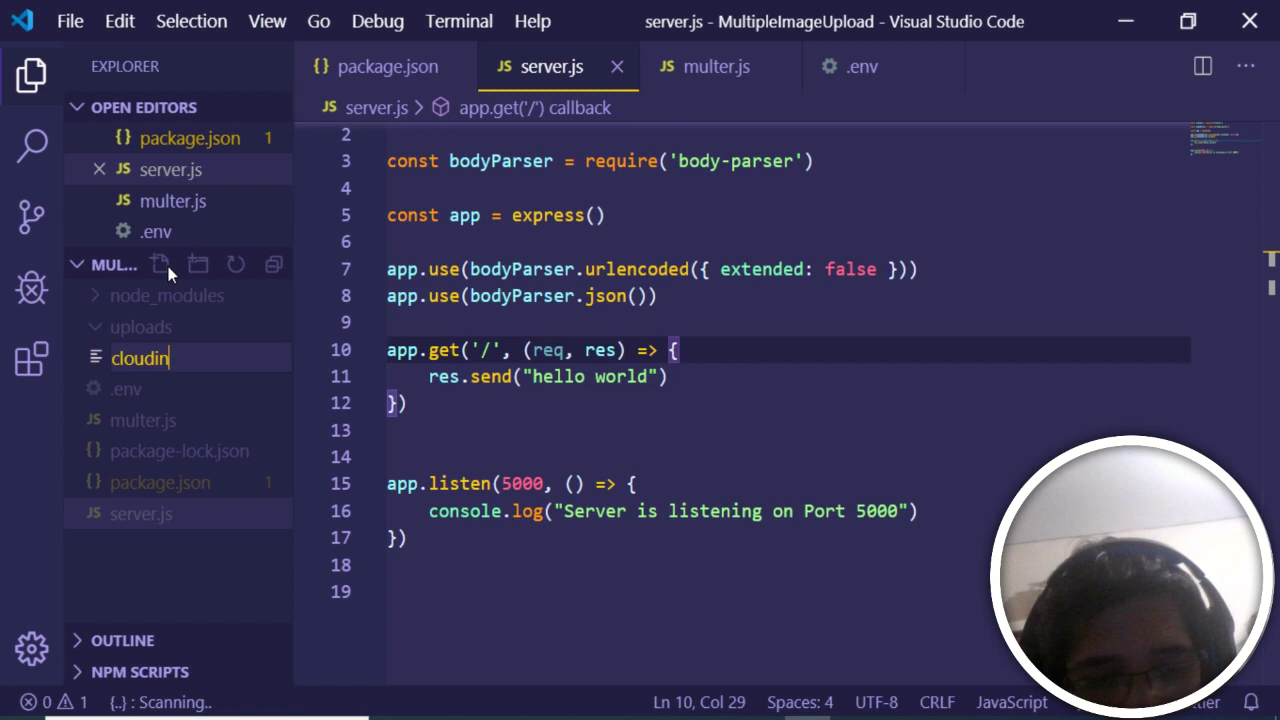 File Edit Selection View Go Debug Terminal Help server.js - MultipleImageUpload - Visual Studio Code
EXPLORER
OPEN EDITORS
{} package.json 1
JS server.js
JS multer.js
.env
MUL...
node_modules
uploads
cloudin
.env
JS multer.js
{} package-lock.json
{} package.json 1
JS server.js
OUTLINE
NPM SCRIPTS
{} package.json JS server.js JS multer.js .env
JS server.js > app.get('/') callback
2
3 const bodyParser = require('body-parser')
4
5 const app = express()
6
7 app.use(bodyParser.urlencoded({ extended: false }))
8 app.use(bodyParser.json())
9
10 app.get('/', (req, res) => {
11 res.send("hello world")
12 })
13
14
15 app.listen(5000, () => {
16 console.log("Server is listening on Port 5000")
17 })
18
19
0 1 {..} : Scanning.. Ln 10, Col 29 Spaces: 4 UTF-8 CRLF JavaScript